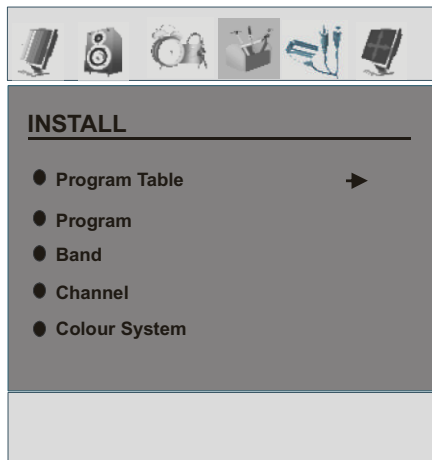 INSTALL
Program Table
Program
Band
Channel
Colour System